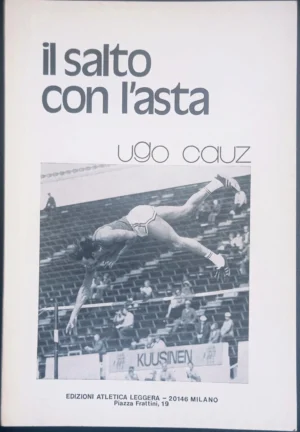 il salto
con l'asta
ugo cauz
KUUSINEN
EDIZIONI ATLETICA LEGGERA - 20146 MILANO
Piazza Frattini, 19